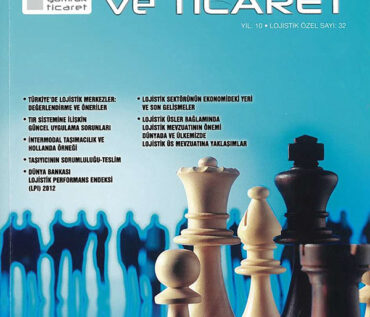 gümrük
ticaret
VE TİCARET
YIL: 10 • LOJİSTİK ÖZEL SAYI: 32
• TÜRKİYE'DE LOJİSTİK MERKEZLER:
DEĞERLENDİRME VE ÖNERİLER
• TIR SİSTEMİNE İLİŞKİN
GÜNCEL UYGULAMA SORUNLARI
• İNTERMODAL TAŞIMACILIK VE
HOLLANDA ÖRNEĞİ
• TAŞIYICININ SORUMLULUĞU-TESLİM
• DÜNYA BANKASI
LOJİSTİK PERFORMANS ENDEKSİ
(LPI) 2012
• LOJİSTİK SEKTÖRÜNÜN EKONOMİDEKİ YERİ
VE SON GELİŞMELER
• LOJİSTİK ÜSLER BAĞLAMINDA
LOJİSTİK MEVZUATININ ÖNEMİ
DÜNYADA VE ÜLKEMİZDE
LOJİSTİK ÜS MEVZUATINA YAKLAŞIMLAR